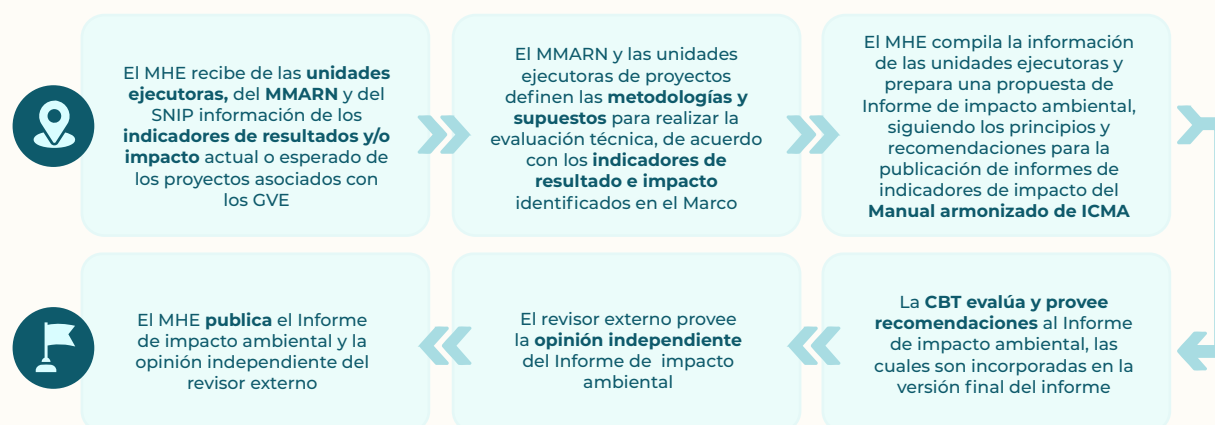 El MHE recibe de las unidades
ejecutoras, del MMARN y del
SNIP información de los
indicadores de resultados y/o
impacto actual o esperado de
los proyectos asociados con
los GVE
El MMARN y las unidades
ejecutoras de proyectos
definen las metodologías y
supuestos para realizar la
evaluación técnica, de acuerdo
con los indicadores de
resultado e impacto
identificados en el Marco
El MHE compila la información
de las unidades ejecutoras y
prepara una propuesta de
Informe de impacto ambiental,
siguiendo los principios y
recomendaciones para la
publicación de informes de
indicadores de impacto del
Manual armonizado de ICMA
La CBT evalúa y provee
recomendaciones al Informe
de impacto ambiental, las
cuales son incorporadas en la
versión final del informe
El revisor externo provee
la opinión independiente
del Informe de impacto
ambiental
El MHE publica el Informe
de impacto ambiental y la
opinión independiente del
revisor externo